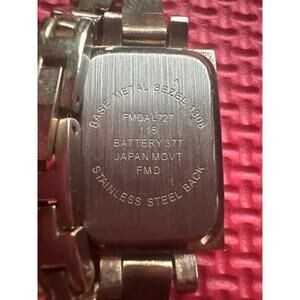 BASE METAL BEZEL 1308
FMDAL727
115
BATTERY 377
JAPAN MOVT
FMD
STAINLESS STEEL BACK